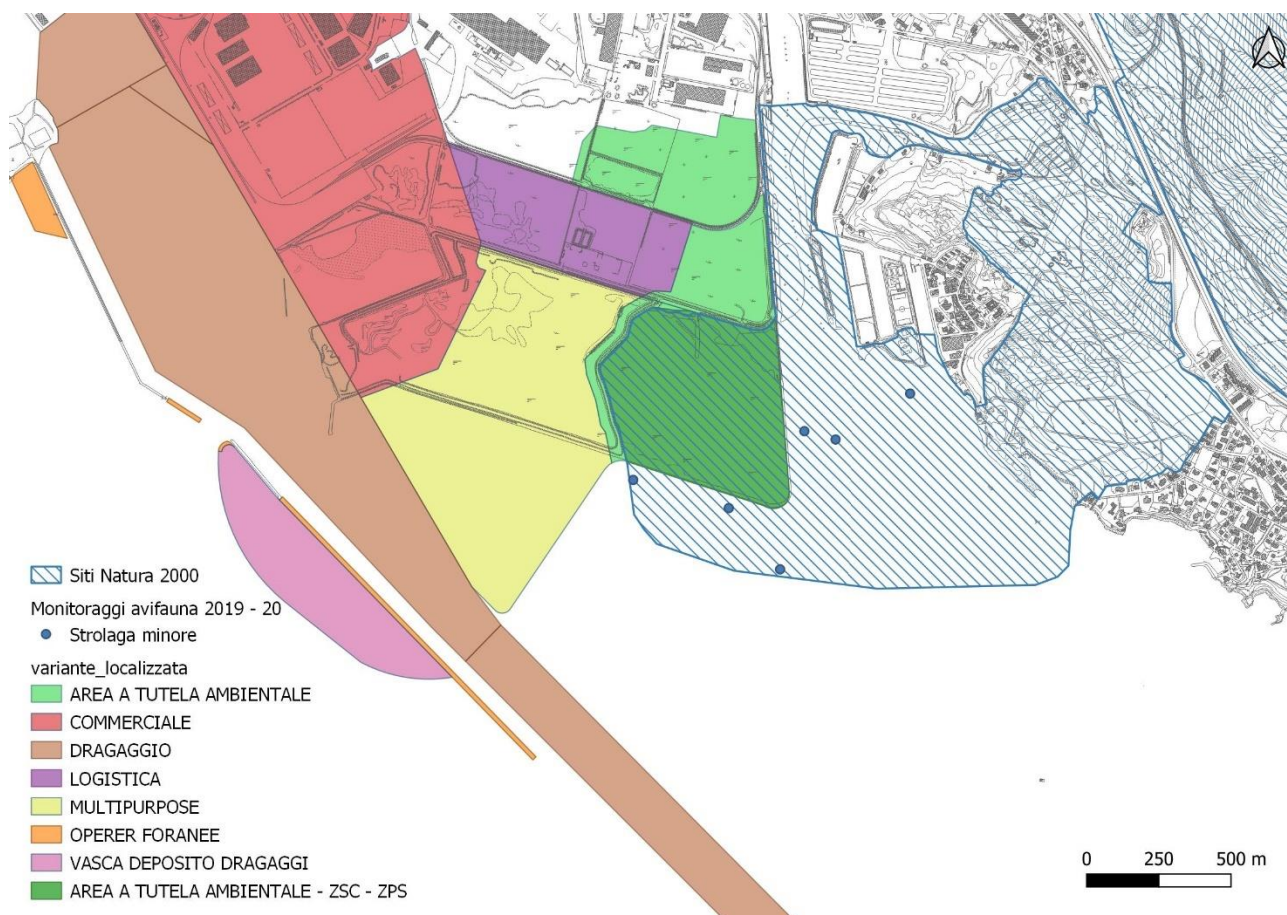 Siti Natura 2000
Monitoraggi avifauna 2019 - 20
Strolaga minore
variante_localizzata
AREA A TUTELA AMBIENTALE
COMMERCIALE
DRAGAGGIO
LOGISTICA
MULTIPURPOSE
OPERER FORANEE
VASCA DEPOSITO DRAGAGGI
AREA A TUTELA AMBIENTALE - ZSC - ZPS
0 250 500 m